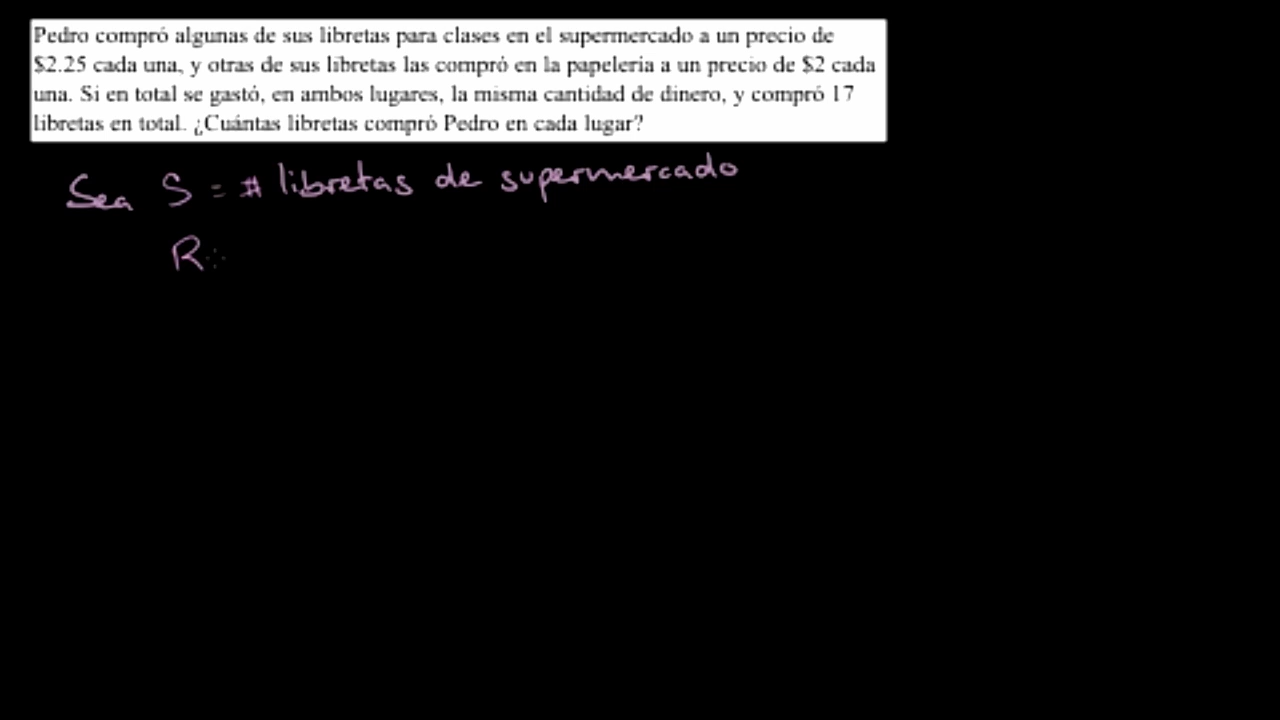 Pedro compró algunas de sus libretas para clases en el supermercado a un precio de
$2.25 cada una, y otras de sus libretas las compró en la papelería a un precio de $2 cada
una. Si en total se gastó, en ambos lugares, la misma cantidad de dinero, y compró 17
libretas en total. ¿Cuántas libretas compró Pedro en cada lugar?
Sea S = # libretas de supermercado
R